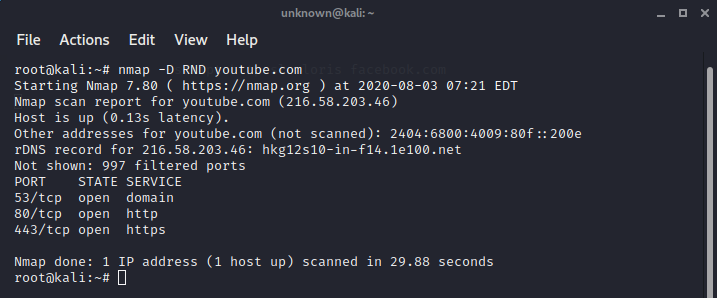 unknown@kali: ~
File Actions Edit View Help
root@kali:~# nmap -D RND youtube.com
Starting Nmap 7.80 ( https://nmap.org ) at 2020-08-03 07:21 EDT
Nmap scan report for youtube.com (216.58.203.46)
Host is up (0.13s latency).
Other addresses for youtube.com (not scanned): 2404:6800:4009:80f::200e
rDNS record for 216.58.203.46: hkg12s10-in-f14.1e100.net
Not shown: 997 filtered ports
PORT    STATE SERVICE
53/tcp  open  domain
80/tcp  open  http
443/tcp open  https
Nmap done: 1 IP address (1 host up) scanned in 29.88 seconds
root@kali:~#